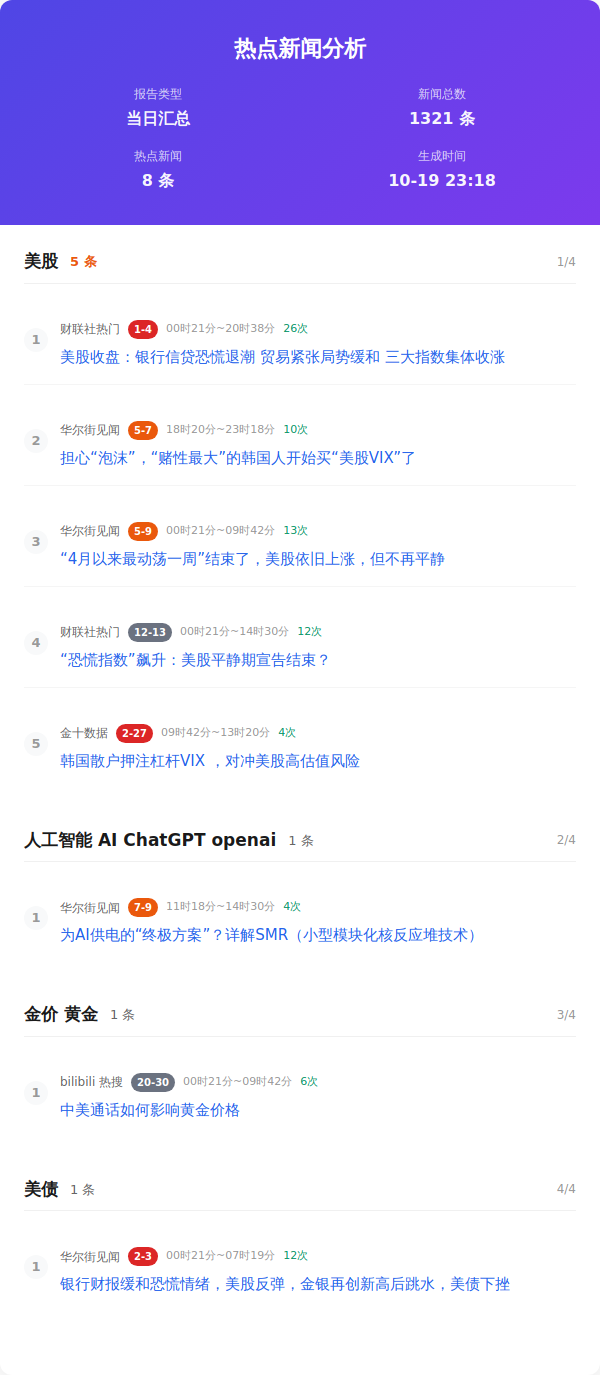 热点新闻分析
报告类型
新闻总数
当日汇总
1321 条
热点新闻
生成时间
8 条
10-19 23:18
美股 5 条 1/4
1
财联社热门 1-4 00时21分~20时38分 26次
美股收盘：银行信贷恐慌退潮 贸易紧张局势缓和 三大指数集体收涨
2
华尔街见闻 5-7 18时20分~23时18分 10次
担心“泡沫”，“赌性最大”的韩国人开始买“美股VIX”了
3
华尔街见闻 5-9 00时21分~09时42分 13次
“4月以来最动荡一周”结束了，美股依旧上涨，但不再平静
4
财联社热门 12-13 00时21分~14时30分 12次
“恐慌指数”飙升：美股平静期宣告结束？
5
金十数据 2-27 09时42分~13时20分 4次
韩国散户押注杠杆VIX ，对冲美股高估值风险
人工智能 AI ChatGPT openai 1 条 2/4
1
华尔街见闻 7-9 11时18分~14时30分 4次
为AI供电的“终极方案”？详解SMR（小型模块化核反应堆技术）
金价 黄金 1 条 3/4
1
bilibili 热搜 20-30 00时21分~09时42分 6次
中美通话如何影响黄金价格
美债 1 条 4/4
1
华尔街见闻 2-3 00时21分~07时19分 12次
银行财报缓和恐慌情绪，美股反弹，金银再创新高后跳水，美债下挫